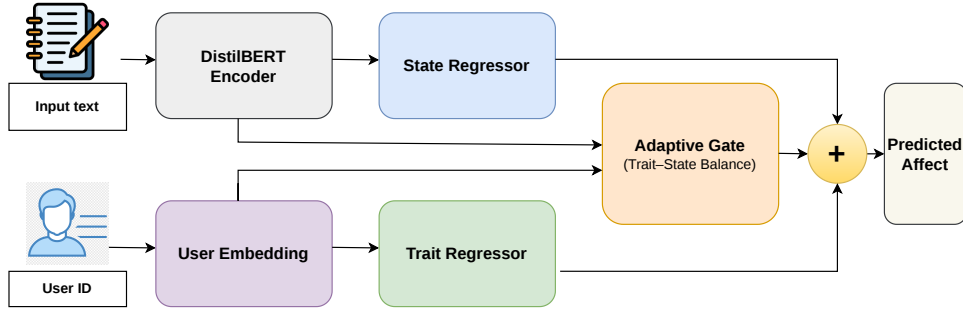 Input text
DistilBERT
Encoder
State Regressor
Adaptive Gate
(Trait–State Balance)
+
Predicted
Affect
User ID
User Embedding
Trait Regressor